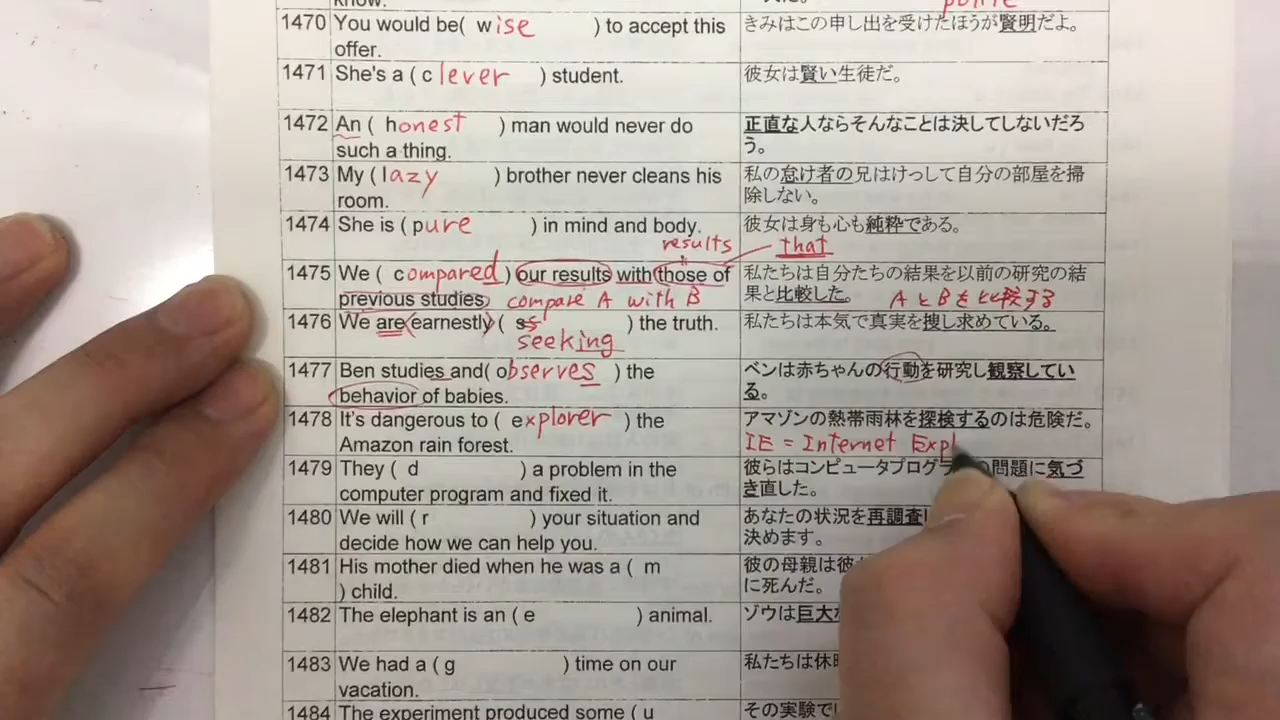 know.
polite
1470 You would be( wise ) to accept this offer.
きみはこの申し出を受けたほうが賢明だよ。
1471 She's a ( clever ) student.
彼女は賢い生徒だ。
1472 An ( honest ) man would never do such a thing.
正直な人ならそんなことは決してしないだろう。
1473 My ( lazy ) brother never cleans his room.
私の怠け者の兄はけっして自分の部屋を掃除しない。
1474 She is ( pure ) in mind and body.
彼女は身も心も純粋である。
results
that
1475 We ( compared ) our results with those of previous studies.
compare A with B
私たちは自分たちの結果を以前の研究の結果と比較した。
AとBを比較する
1476 We are earnestly ( s ) the truth.
seeking
私たちは本気で真実を捜し求めている。
1477 Ben studies and( observes ) the behavior of babies.
ベンは赤ちゃんの行動を研究し観察している。
1478 It's dangerous to ( explorer ) the Amazon rain forest.
アマゾンの熱帯雨林を探検するのは危険だ。
IE = Internet Expl
1479 They ( d ) a problem in the computer program and fixed it.
彼らはコンピュータプログラ の問題に気づき直した。
1480 We will ( r ) your situation and decide how we can help you.
あなたの状況を再調査
決めます。
1481 His mother died when he was a ( m ) child.
彼の母親は彼
に死んだ。
1482 The elephant is an ( e ) animal.
ゾウは巨大
1483 We had a ( g ) time on our vacation.
私たちは休
1484 The experiment produced some ( u
その実験で